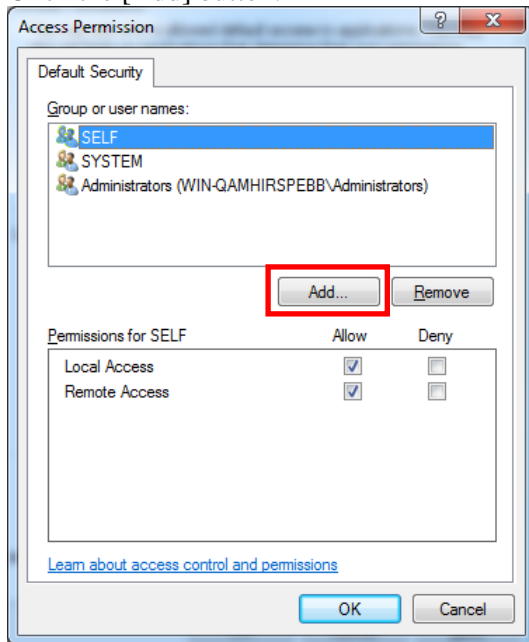 Access Permission
Default Security
Group or user names:
SELF
SYSTEM
Administrators (WIN-QAMHIRSPEBB\Administrators)
Add... Remove
Permissions for SELF Allow Deny
Local Access
Remote Access
Learn about access control and permissions
OK Cancel